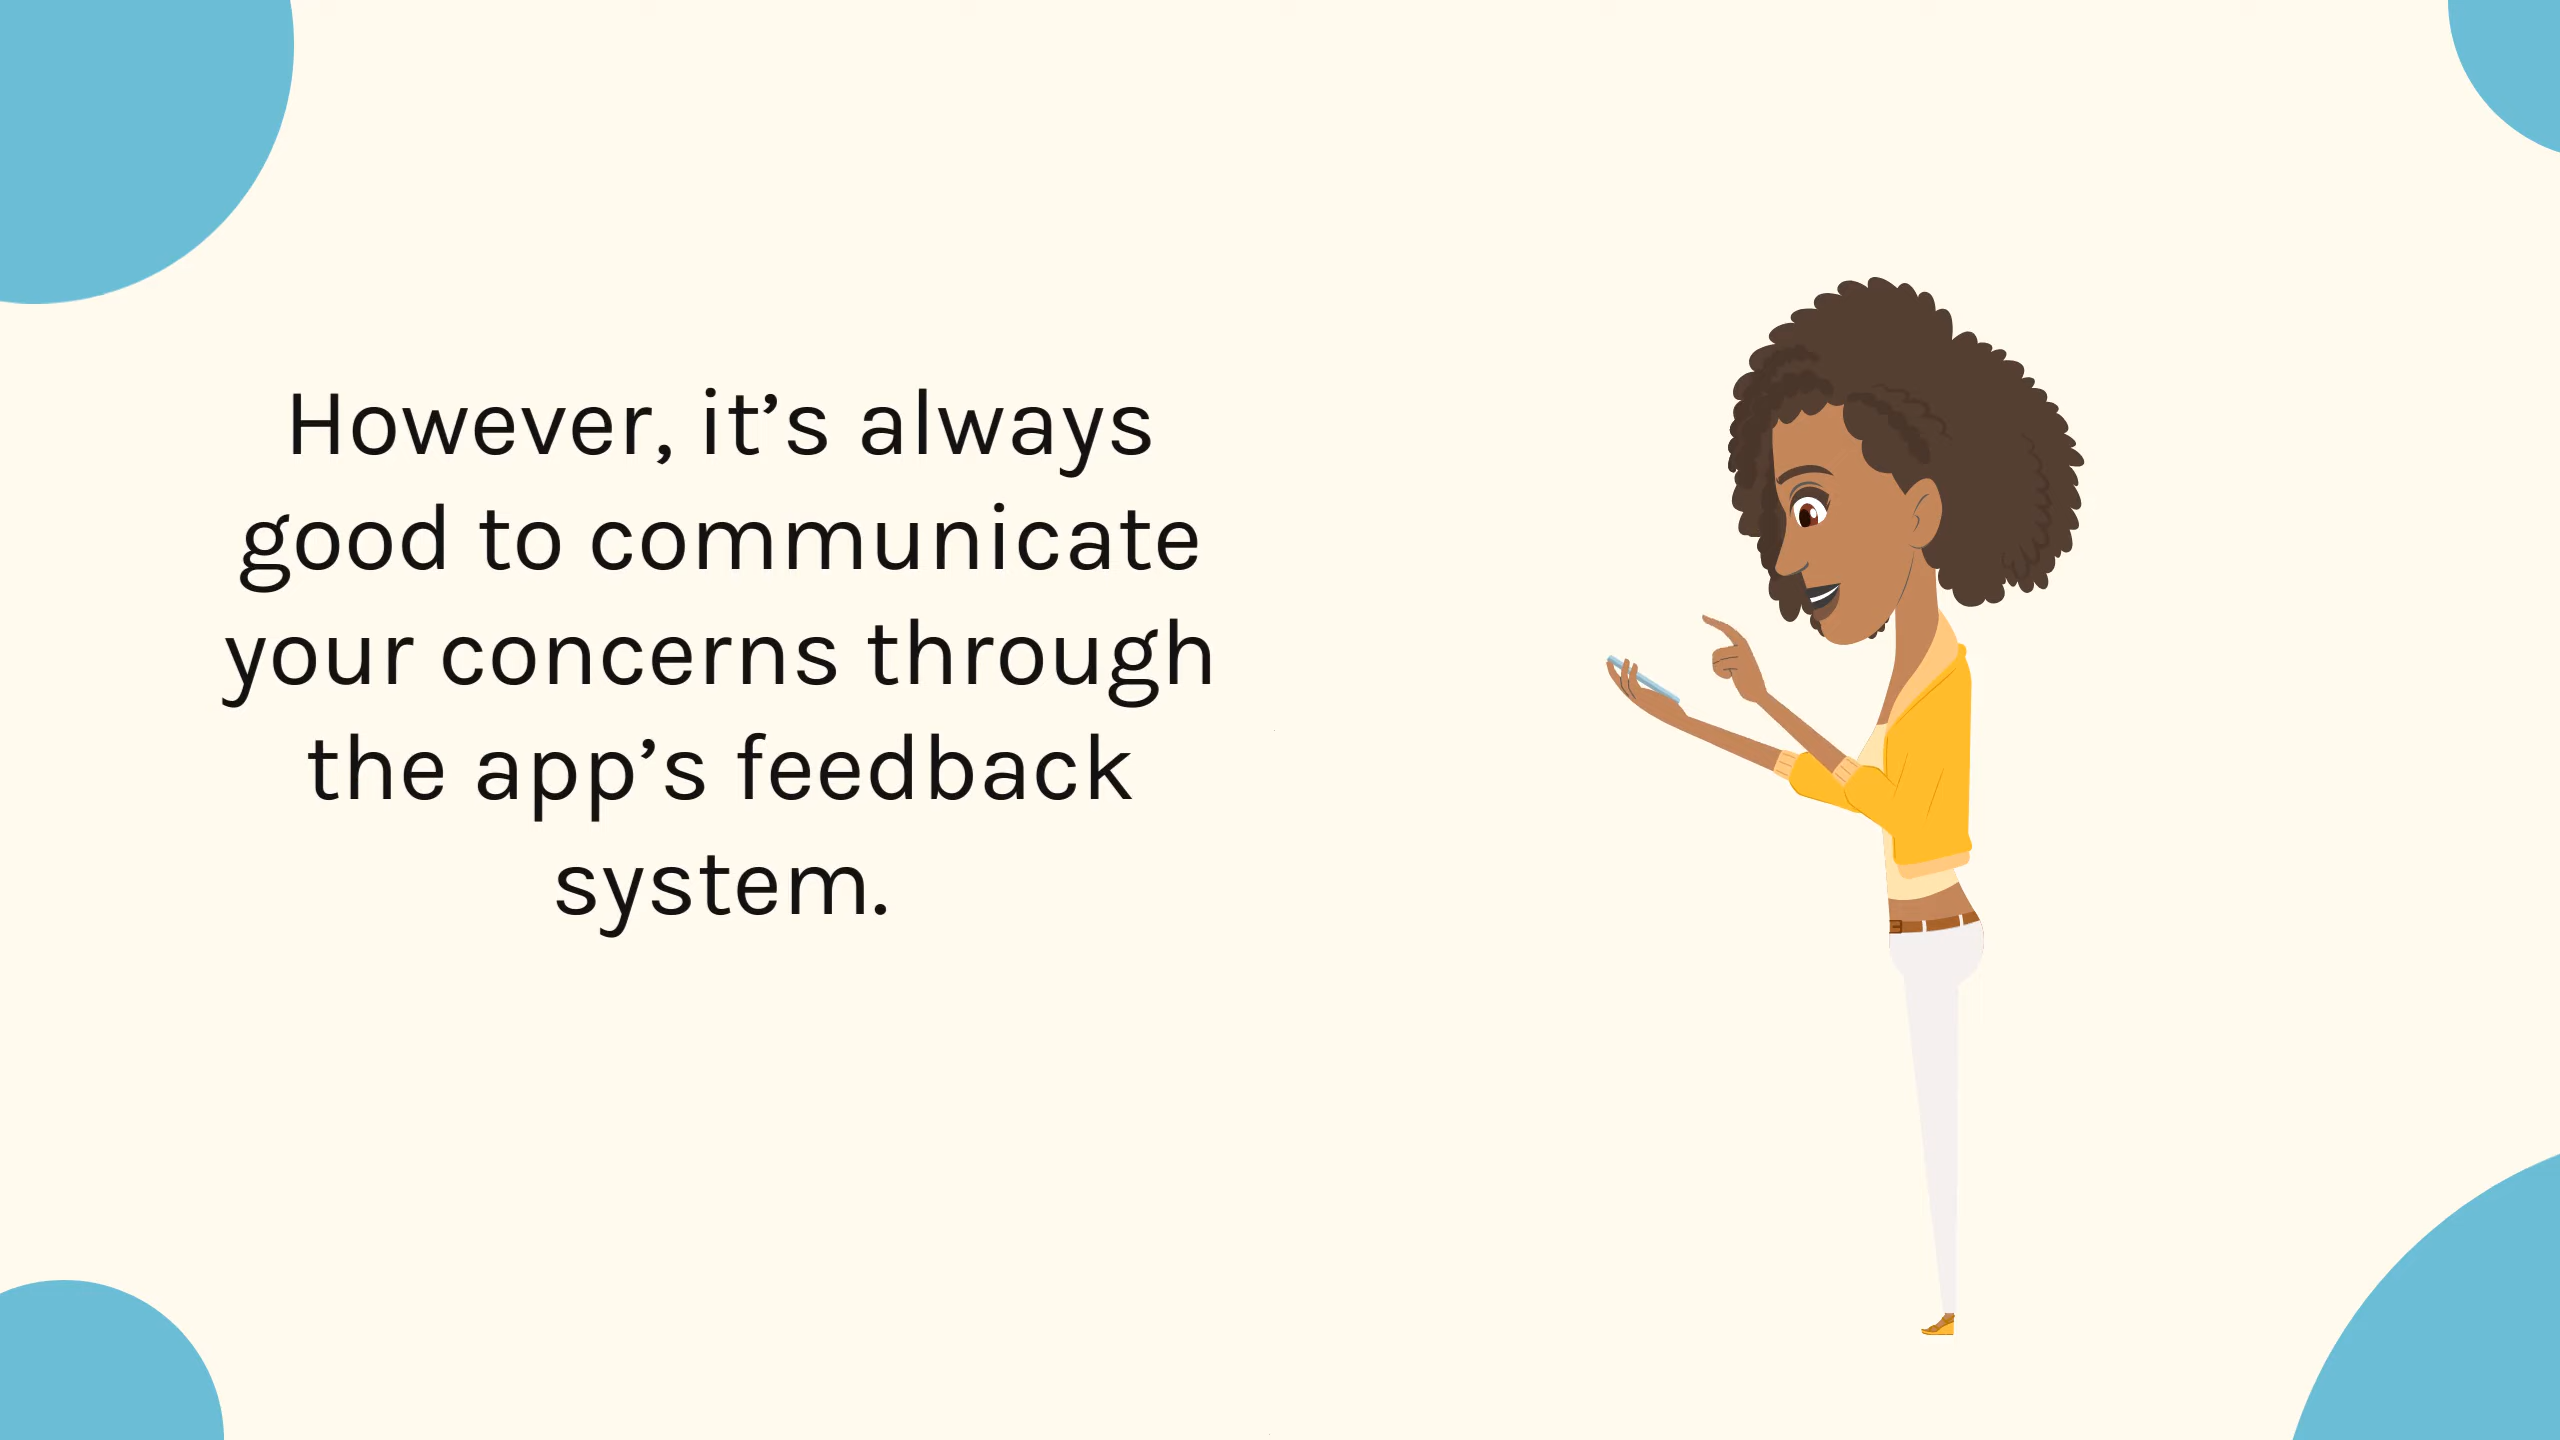 However, it’s always
good to communicate
your concerns through
the app’s feedback
system.